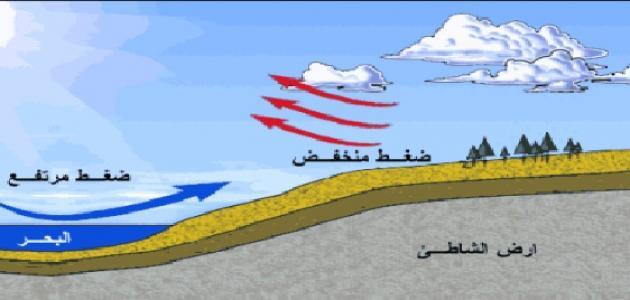 ضغط منخفض
ضغط مرتفع
البحر
ارض الشاطئ